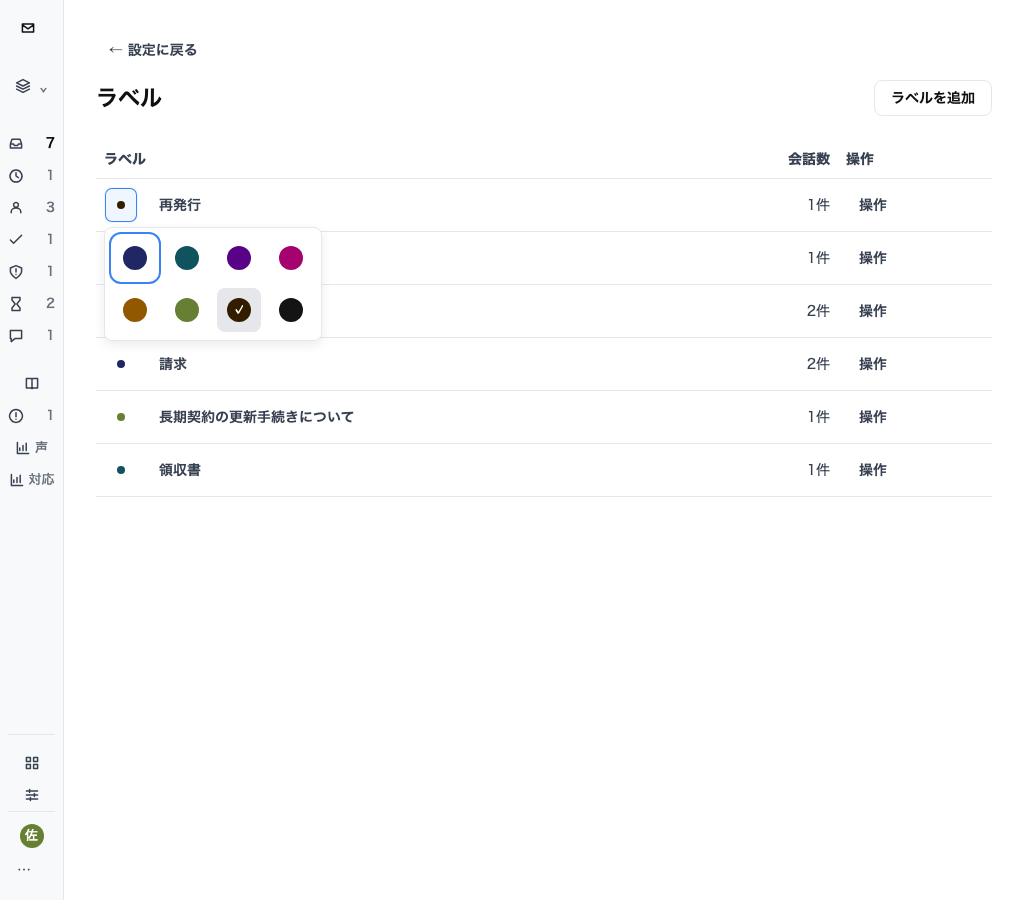 ← 設定に戻る
ラベル
ラベルを追加
ラベル 会話数 操作
再発行 1件 操作
1件 操作
2件 操作
請求 2件 操作
長期契約の更新手続きについて 1件 操作
領収書 1件 操作
7
1
3
1
1
2
1
1
声
対応
佐
…